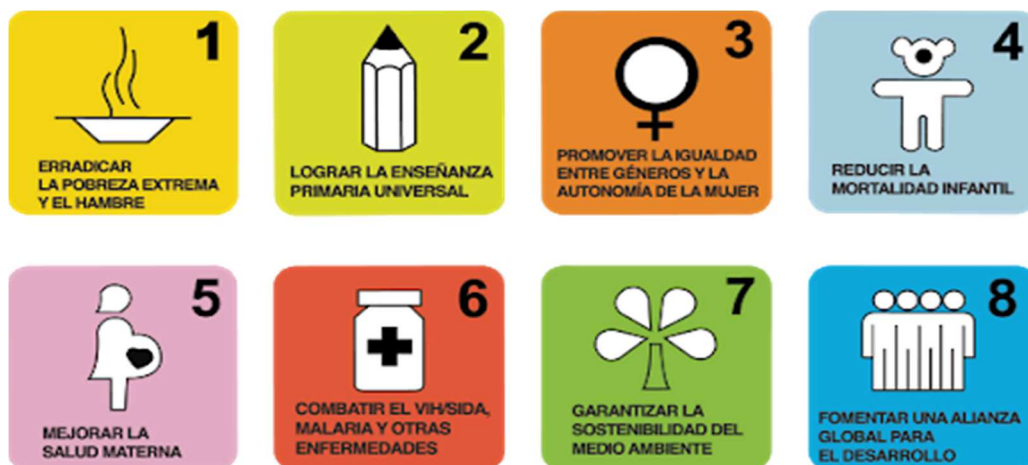 1
ERRADICAR
LA POBREZA EXTREMA
Y EL HAMBRE
2
LOGRAR LA ENSEÑANZA
PRIMARIA UNIVERSAL
3
PROMOVER LA IGUALDAD
ENTRE GÉNEROS Y LA
AUTONOMÍA DE LA MUJER
4
REDUCIR LA
MORTALIDAD INFANTIL
5
MEJORAR LA
SALUD MATERNA
6
COMBATIR EL VIH/SIDA,
MALARIA Y OTRAS
ENFERMEDADES
7
GARANTIZAR LA
SOSTENIBILIDAD DEL
MEDIO AMBIENTE
8
FOMENTAR UNA ALIANZA
GLOBAL PARA
EL DESARROLLO